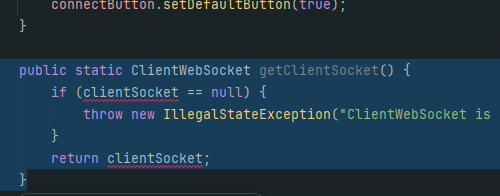 connectButton.setDefaultButton(true);
}
public static ClientWebSocket getClientSocket() {
if (clientSocket == null) {
throw new IllegalStateException("ClientWebSocket is
}
return clientSocket;
}